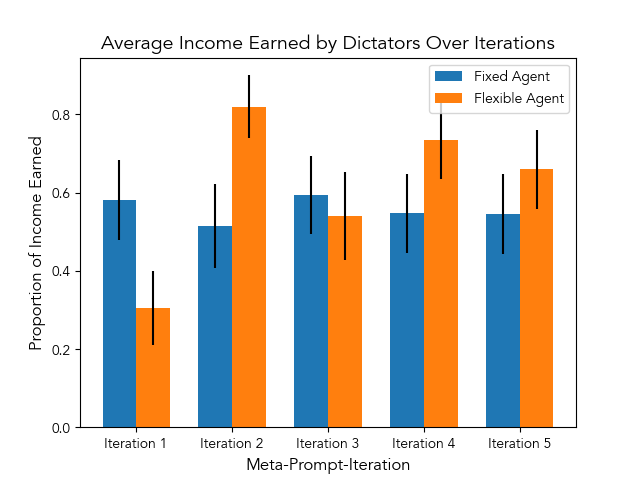 Average Income Earned by Dictators Over Iterations
Fixed Agent
Flexible Agent
Proportion of Income Earned
0.8
0.6
0.4
0.2
0.0
Iteration 1
Iteration 2
Iteration 3
Iteration 4
Iteration 5
Meta-Prompt-Iteration